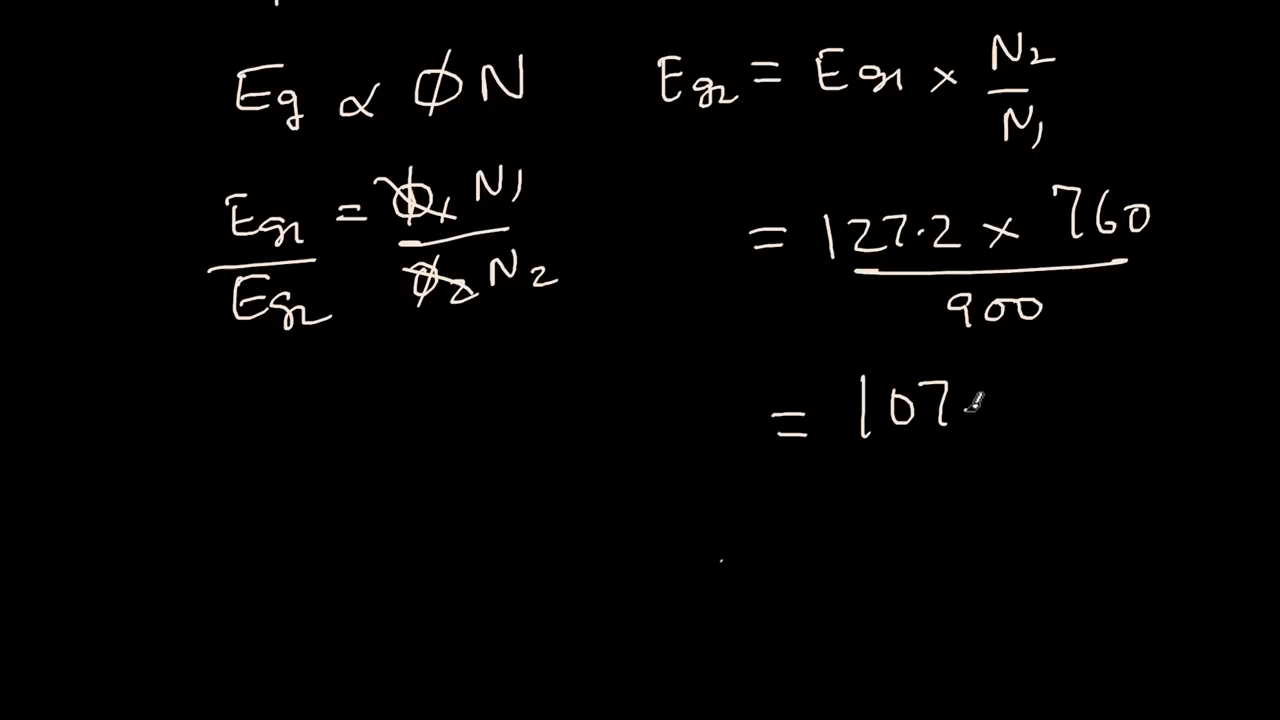 Eg ∝ ϕN
Eg1 / Eg2 = ϕ1 N1 / ϕ2 N2
Eg2 = Eg1 × N2 / N1
= 127.2 × 760 / 900
= 107.